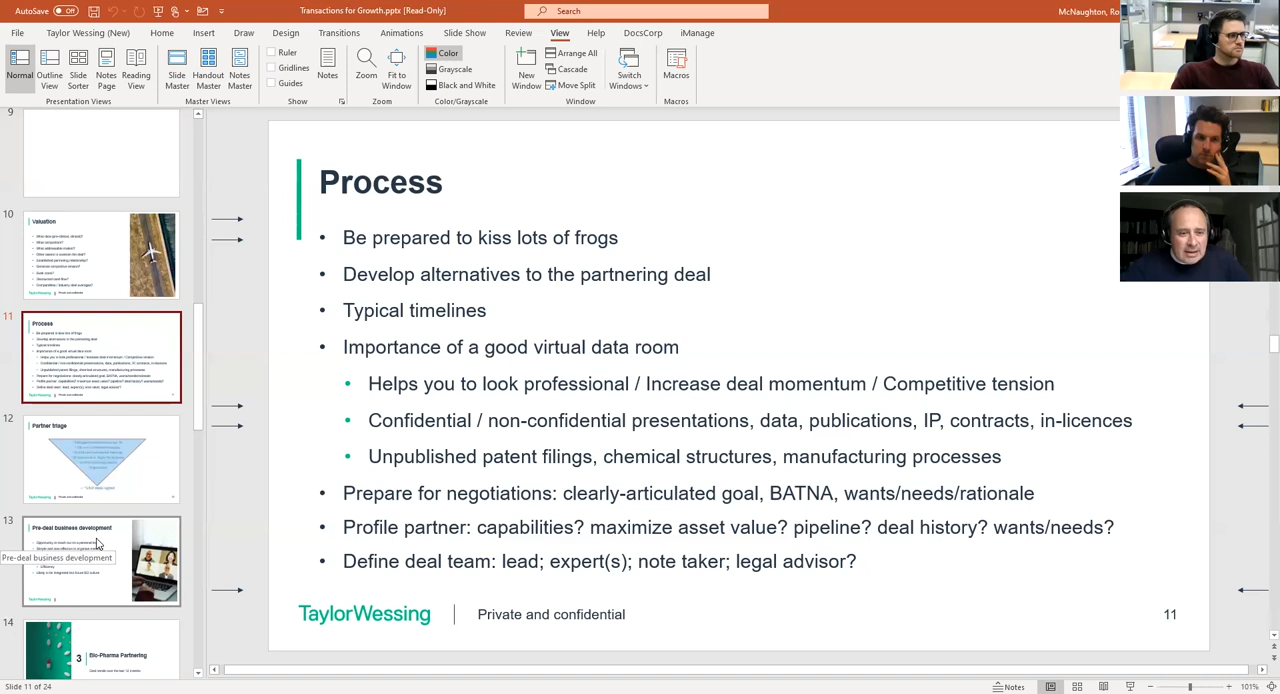 AutoSave Off
Transactions for Growth.pptx [Read-Only]
Search
McNaughton, Ro
File Taylor Wessing (New) Home Insert Draw Design Transitions Animations Slide Show Review View Help DocsCorp iManage
Normal
Outline View
Slide Sorter
Notes Page
Reading View
Presentation Views
Slide Master
Handout Master
Notes Master
Master Views
Ruler
Gridlines
Guides
Show
Notes
Zoom
Fit to Window
Zoom
Color
Grayscale
Black and White
Color/Grayscale
New Window
Arrange All
Cascade
Move Split
Window
Switch Windows
Macros
Macros
9
10
Valuation
11
Process
12
Partner triage
13
Pre-deal business development
Pre-deal business development
14
3 Bio-Pharma Partnering
Process
• Be prepared to kiss lots of frogs
• Develop alternatives to the partnering deal
• Typical timelines
• Importance of a good virtual data room
• Helps you to look professional / Increase deal momentum / Competitive tension
• Confidential / non-confidential presentations, data, publications, IP, contracts, in-licences
• Unpublished patent filings, chemical structures, manufacturing processes
• Prepare for negotiations: clearly-articulated goal, BATNA, wants/needs/rationale
• Profile partner: capabilities? maximize asset value? pipeline? deal history? wants/needs?
• Define deal team: lead; expert(s); note taker; legal advisor?
TaylorWessing | Private and confidential 11
Slide 11 of 24
Notes
101%